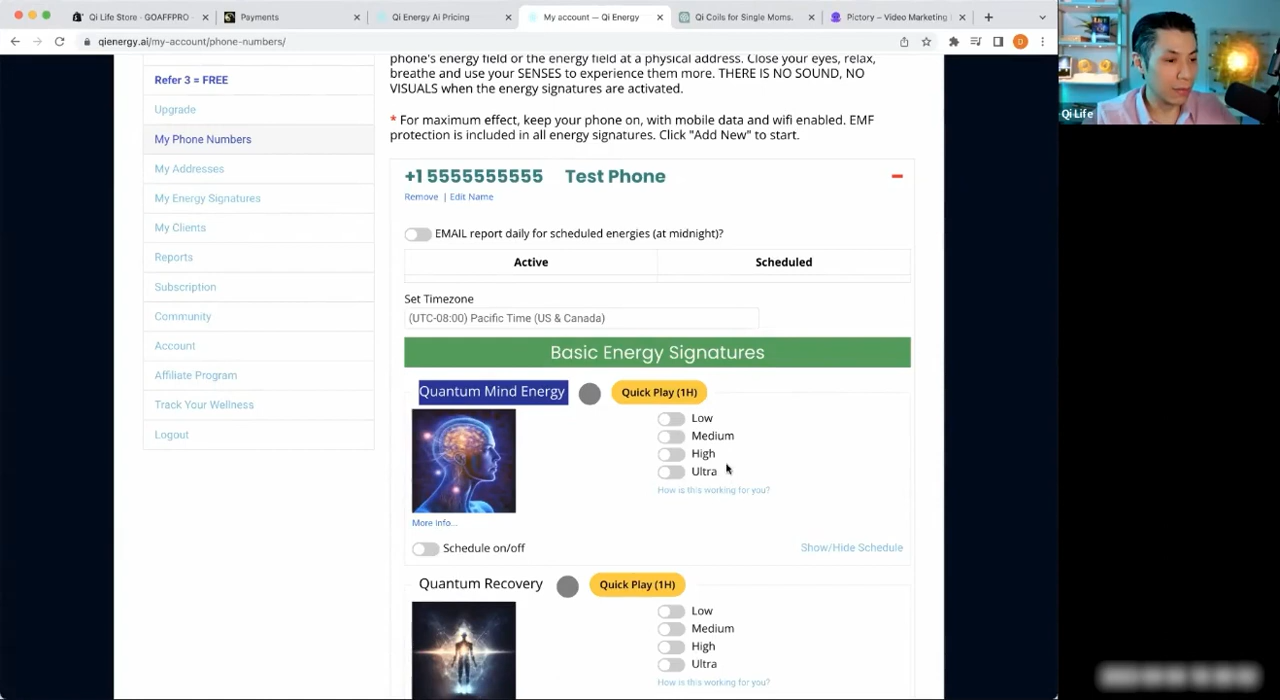 Qi Life Store · GOAFFPRO -
Payments
Qi Energy Ai Pricing
My account — Qi Energy
Qi Coils for Single Moms.
Pictory – Video Marketing
qienergy.ai/my-account/phone-numbers/
D
Qi Life
Refer 3 = FREE
Upgrade
My Phone Numbers
My Addresses
My Energy Signatures
My Clients
Reports
Subscription
Community
Account
Affiliate Program
Track Your Wellness
Logout
phone's energy field or the energy field at a physical address. Close your eyes, relax,
breathe and use your SENSES to experience them more. THERE IS NO SOUND, NO
VISUALS when the energy signatures are activated.
* For maximum effect, keep your phone on, with mobile data and wifi enabled. EMF
protection is included in all energy signatures. Click "Add New" to start.
+1 5555555555 Test Phone
Remove | Edit Name
EMAIL report daily for scheduled energies (at midnight)?
Active Scheduled
Set Timezone
(UTC-08:00) Pacific Time (US & Canada)
Basic Energy Signatures
Quantum Mind Energy Quick Play (1H)
Low
Medium
High
Ultra
How is this working for you?
More info...
Schedule on/off Show/Hide Schedule
Quantum Recovery Quick Play (1H)
Low
Medium
High
Ultra
How is this working for you?